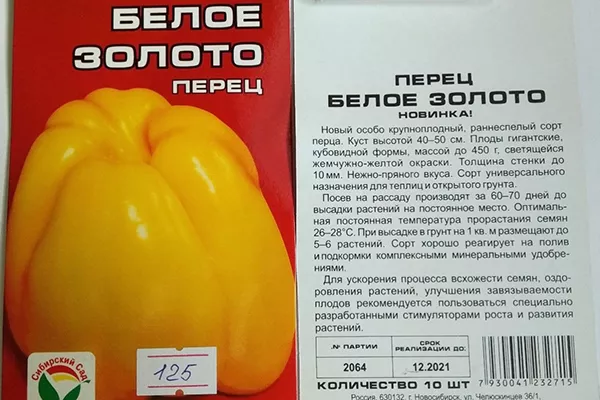 БЕЛОЕ
ЗОЛОТО
ПЕРЕЦ
Сибирский Сад
125
ПЕРЕЦ
БЕЛОЕ ЗОЛОТО
НОВИНКА!
Новый особо крупноплодный, раннеспелый сорт
перца. Куст высотой 40–50 см. Плоды гигантские,
кубовидной формы, массой до 450 г, светящейся
жемчужно-желтой окраски. Толщина стенки до
10 мм. Нежно-пряного вкуса. Сорт универсального
назначения для теплиц и открытого грунта.
Посев на рассаду производят за 60–70 дней до
высадки растений на постоянное место. Оптималь-
ная постоянная температура прорастания семян
26–28°С. При высадке в грунт на 1 кв. м размещают до
5–6 растений. Сорт хорошо реагирует на полив
и подкормки комплексными минеральными удобре-
ниями.
Для ускорения процесса всхожести семян, оздо-
ровления растений, улучшения завязываемости
плодов рекомендуется пользоваться специально
разработанными стимуляторами роста и развития
растений.
№ ПАРТИИ
СРОК
РЕАЛИЗАЦИИ ДО:
2064
12.2021
КОЛИЧЕСТВО 10 ШТ
7 930041 232715
Россия, 630132, г. Новосибирск, ул. Челюскинцев 36/1,